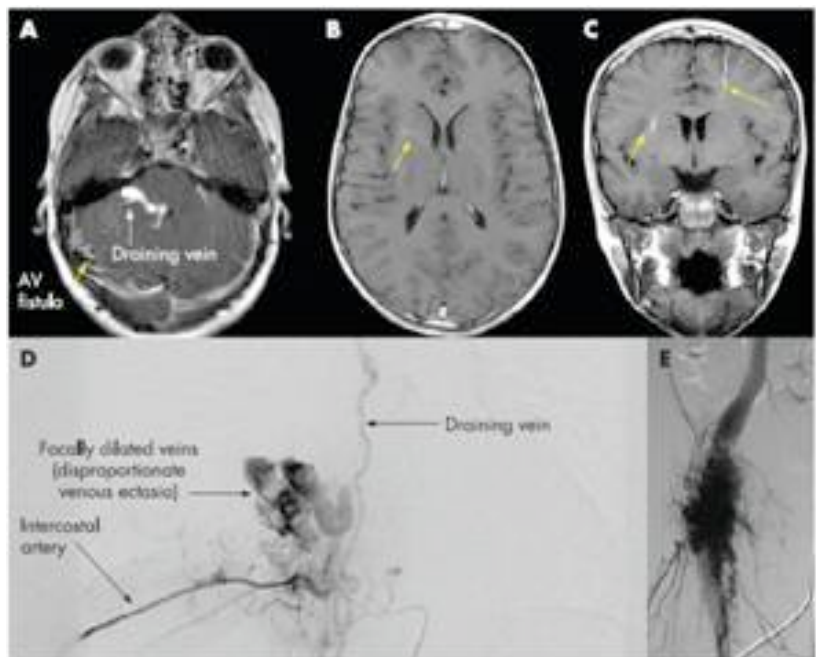 A
B
C
Draining vein
AV
fistula
D
E
Draining vein
Focally dilated veins
(disproportionate
venous ectasia)
Intercostal
artery